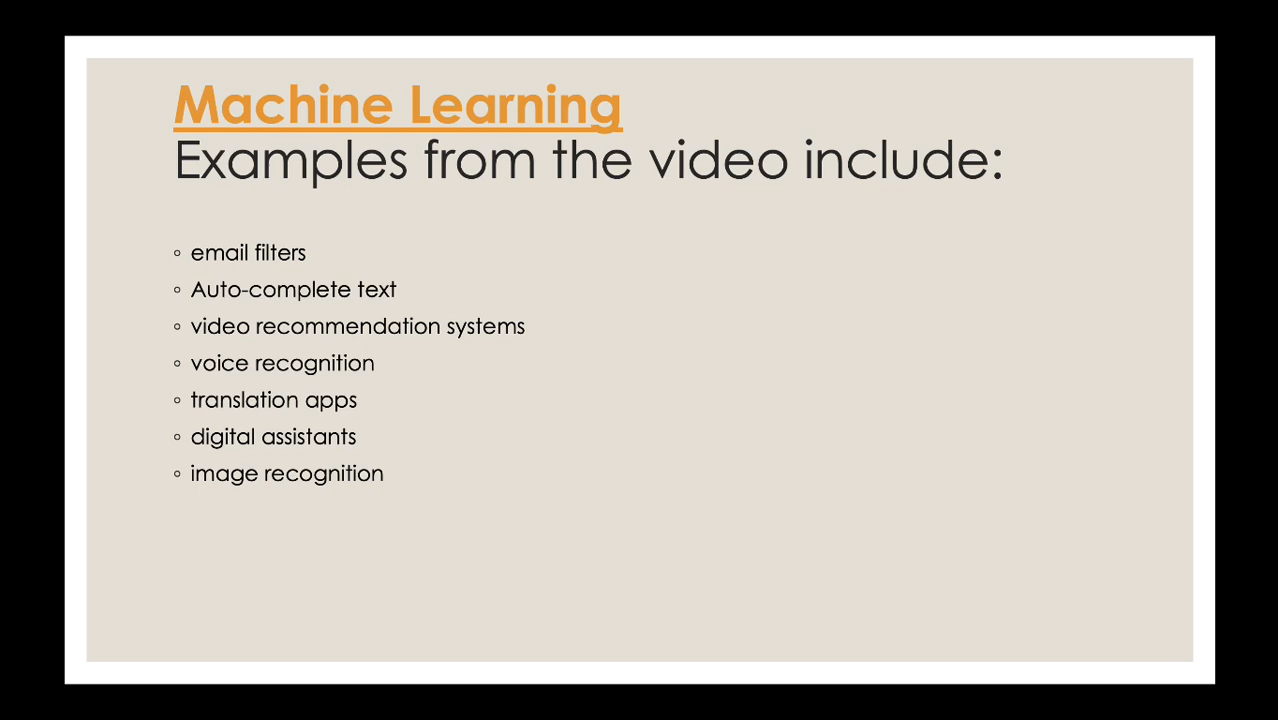 Machine Learning
Examples from the video include:
◦ email filters
◦ Auto-complete text
◦ video recommendation systems
◦ voice recognition
◦ translation apps
◦ digital assistants
◦ image recognition